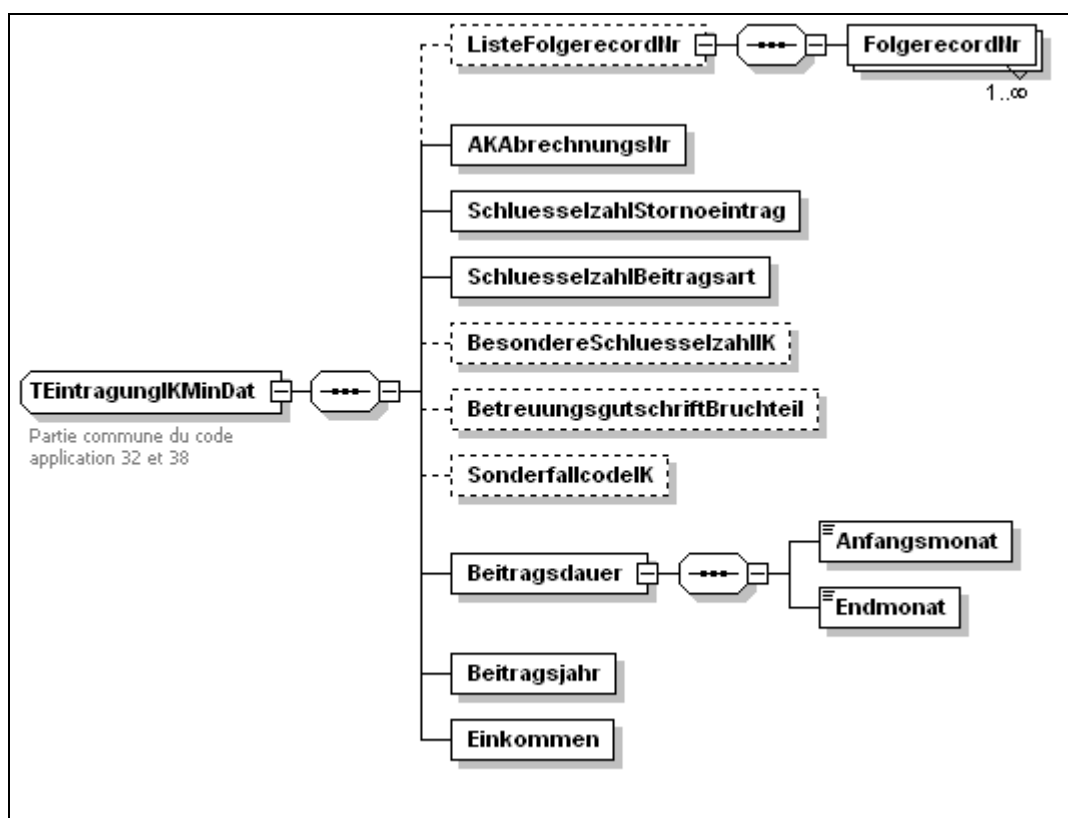 ListeFolgerecordNr
FolgerecordNr
1..∞
AKAbrechnungsNr
SchluesselzahlStornoeintrag
SchluesselzahlBeitragsart
BesondereSchluesselzahlIK
TEintragungIKMinDat
BetreuungsgutschriftBruchteil
Partie commune du code
application 32 et 38
SonderfallcodeIK
Anfangsmonat
Beitragsdauer
Endmonat
Beitragsjahr
Einkommen